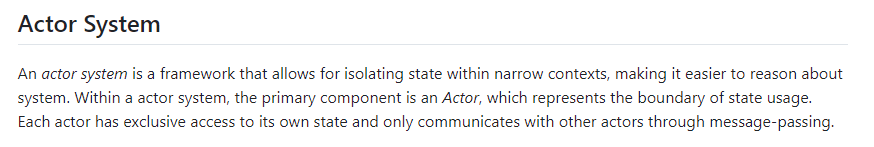 Actor System
An actor system is a framework that allows for isolating state within narrow contexts, making it easier to reason about
system. Within a actor system, the primary component is an Actor, which represents the boundary of state usage.
Each actor has exclusive access to its own state and only communicates with other actors through message-passing.